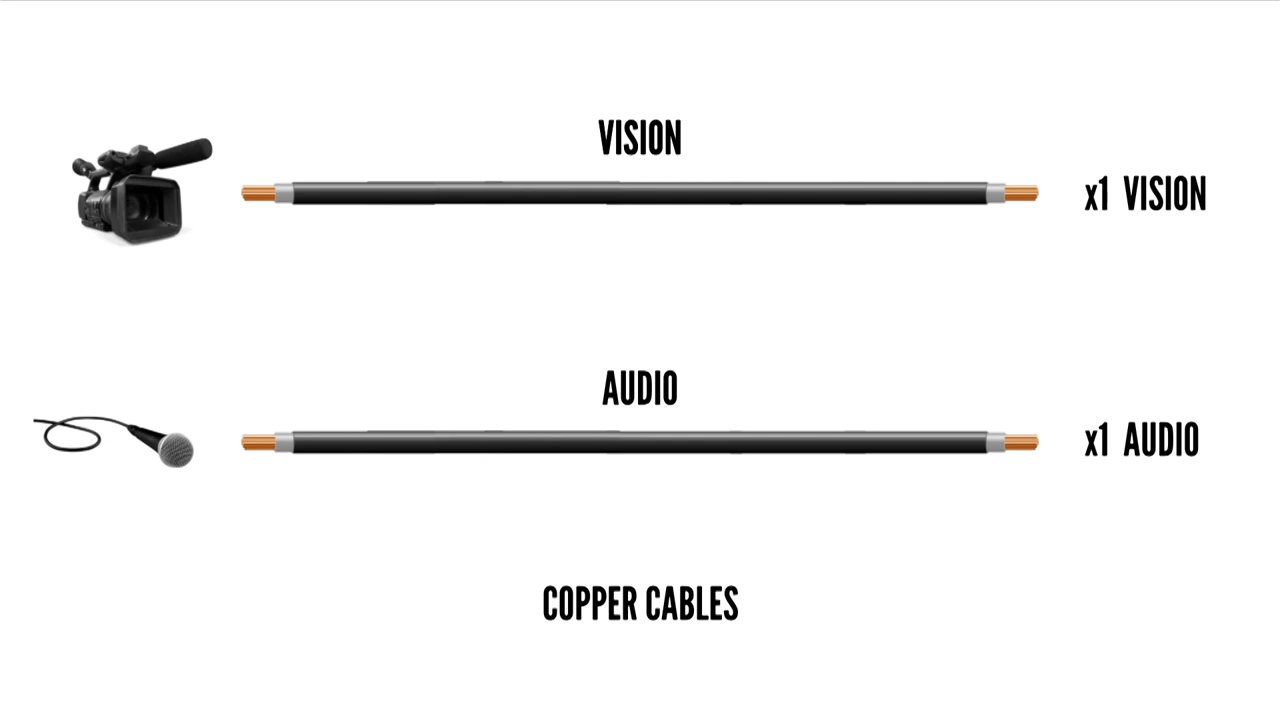 VISION
x1 VISION
AUDIO
x1 AUDIO
COPPER CABLES